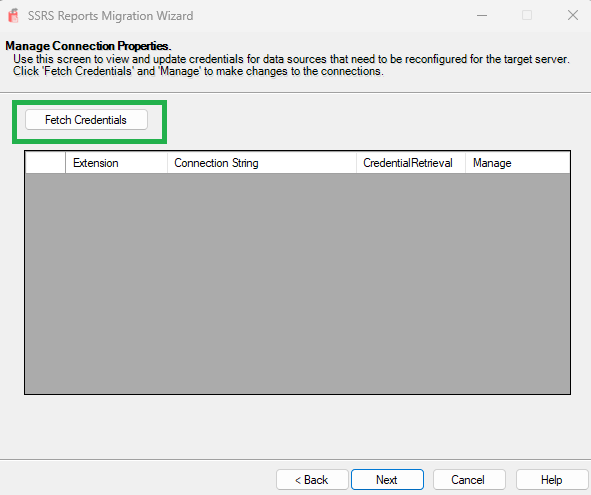 SSRS Reports Migration Wizard
Manage Connection Properties.
Use this screen to view and update credentials for data sources that need to be reconfigured for the target server.
Click 'Fetch Credentials' and 'Manage' to make changes to the connections.
Fetch Credentials
Extension Connection String CredentialRetrieval Manage
< Back Next Cancel Help